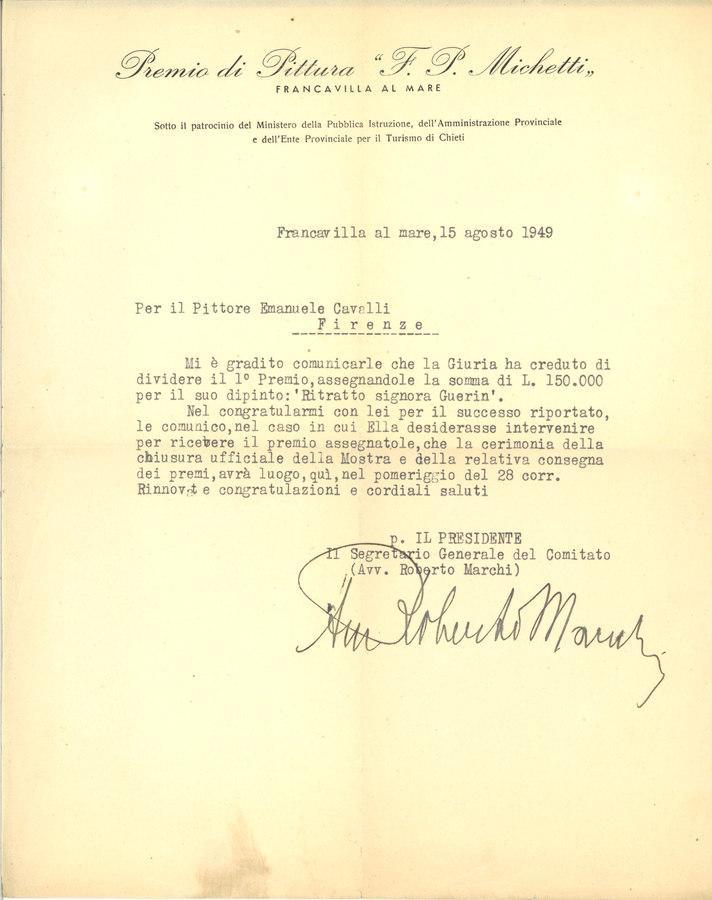 Premio di Pittura “F. P. Michetti„
FRANCAVILLA AL MARE
Sotto il patrocinio del Ministero della Pubblica Istruzione, dell'Amministrazione Provinciale
e dell'Ente Provinciale per il Turismo di Chieti
Francavilla al mare,15 agosto 1949
Per il Pittore Emanuele Cavalli
F i r e n z e
Mi è gradito comunicarle che la Giuria ha creduto di
dividere il 1° Premio,assegnandole la somma di L. 150.000
per il suo dipinto:'Ritratto signora Guerin'.
Nel congratularmi con lei per il successo riportato,
le comunico,nel caso in cui Ella desiderasse intervenire
per ricevere il premio assegnatole,che la cerimonia della
chiusura ufficiale della Mostra e della relativa consegna
dei premi,avrà luogo,quì,nel pomeriggio del 28 corr.
Rinnovate congratulazioni e cordiali saluti
p. IL PRESIDENTE
Il Segretario Generale del Comitato
(Avv. Roberto Marchi)
Avv Roberto Marchi